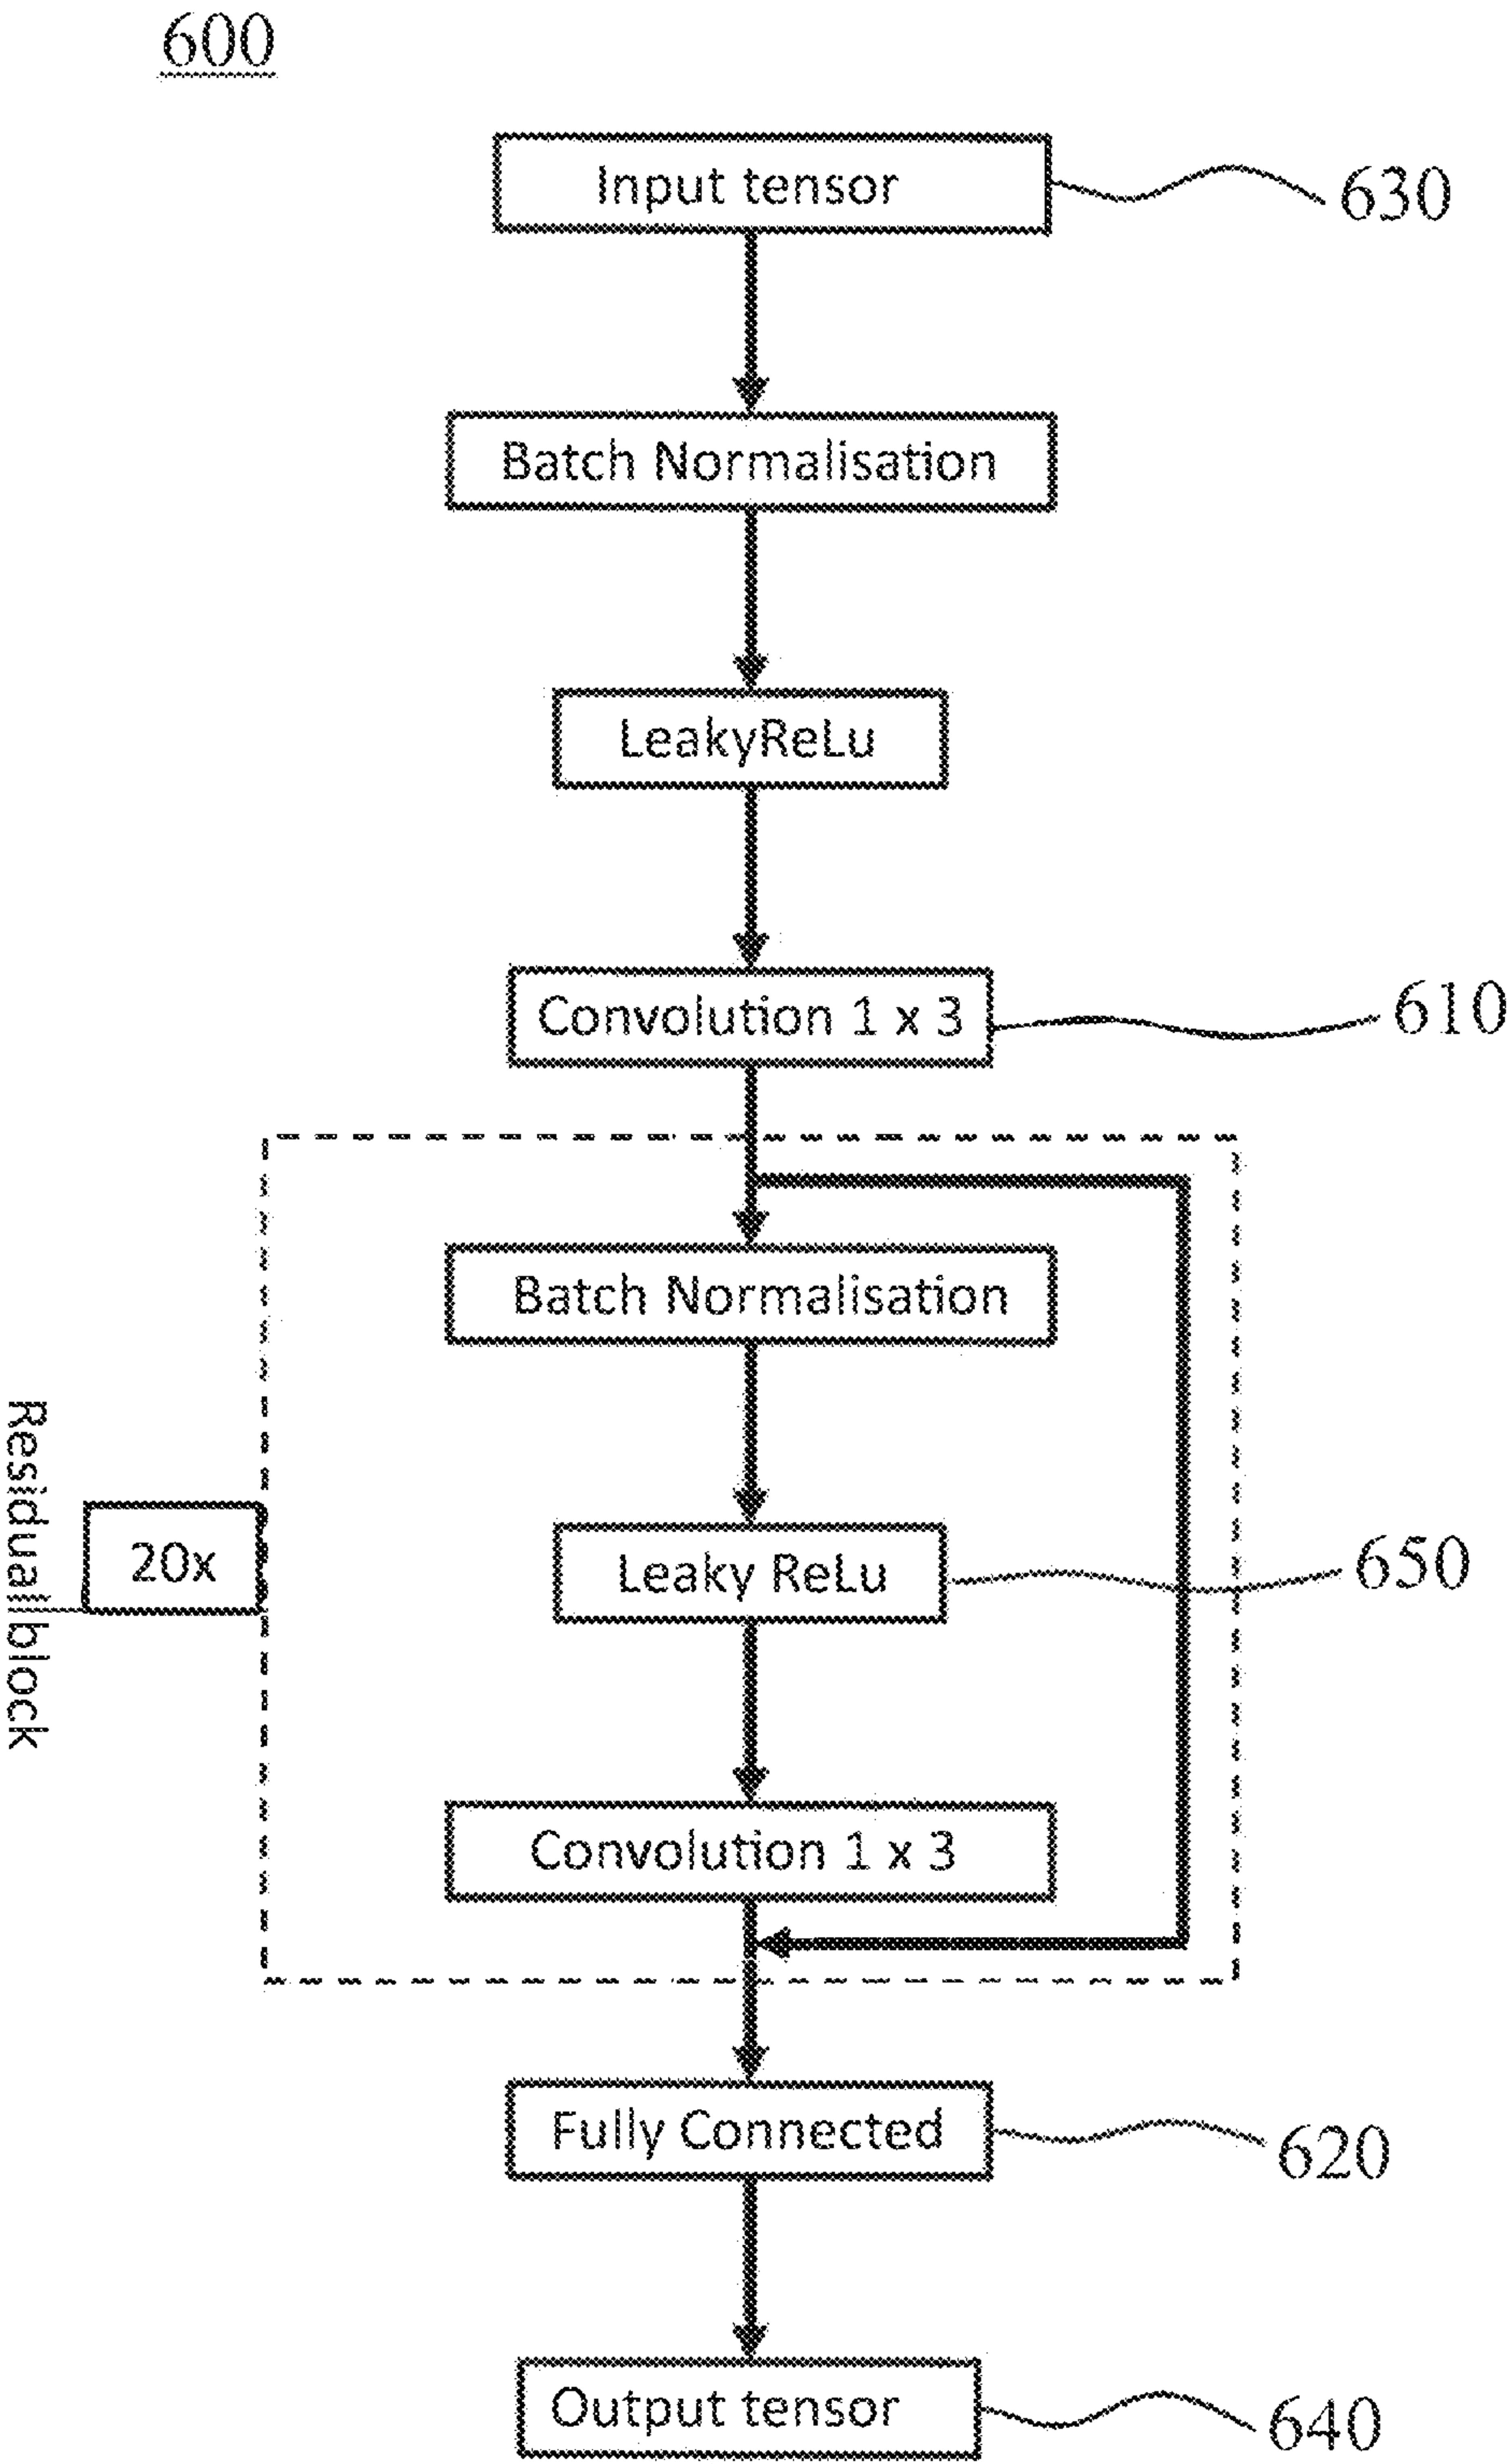 600
Input tensor
630
Batch Normalisation
LeakyReLu
Convolution 1 x 3
610
Batch Normalisation
Residual block
20x
Leaky ReLu
650
Convolution 1 x 3
Fully Connected
620
Output tensor
640